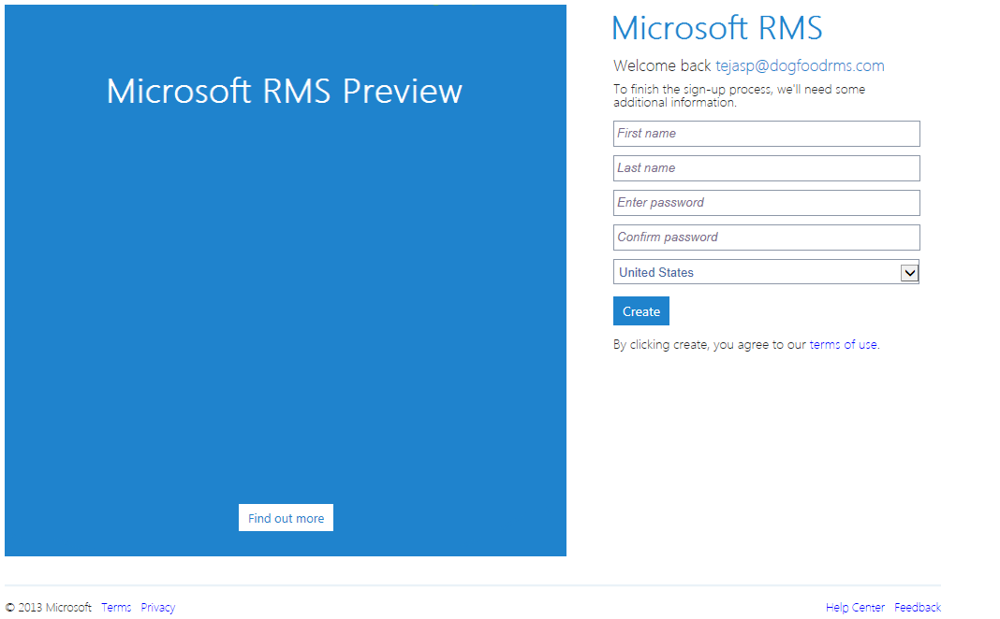 Microsoft RMS Preview
Find out more
Microsoft RMS
Welcome back tejasp@dogfoodrms.com
To finish the sign-up process, we'll need some
additional information.
First name
Last name
Enter password
Confirm password
United States
Create
By clicking create, you agree to our terms of use.
© 2013 Microsoft Terms Privacy
Help Center Feedback